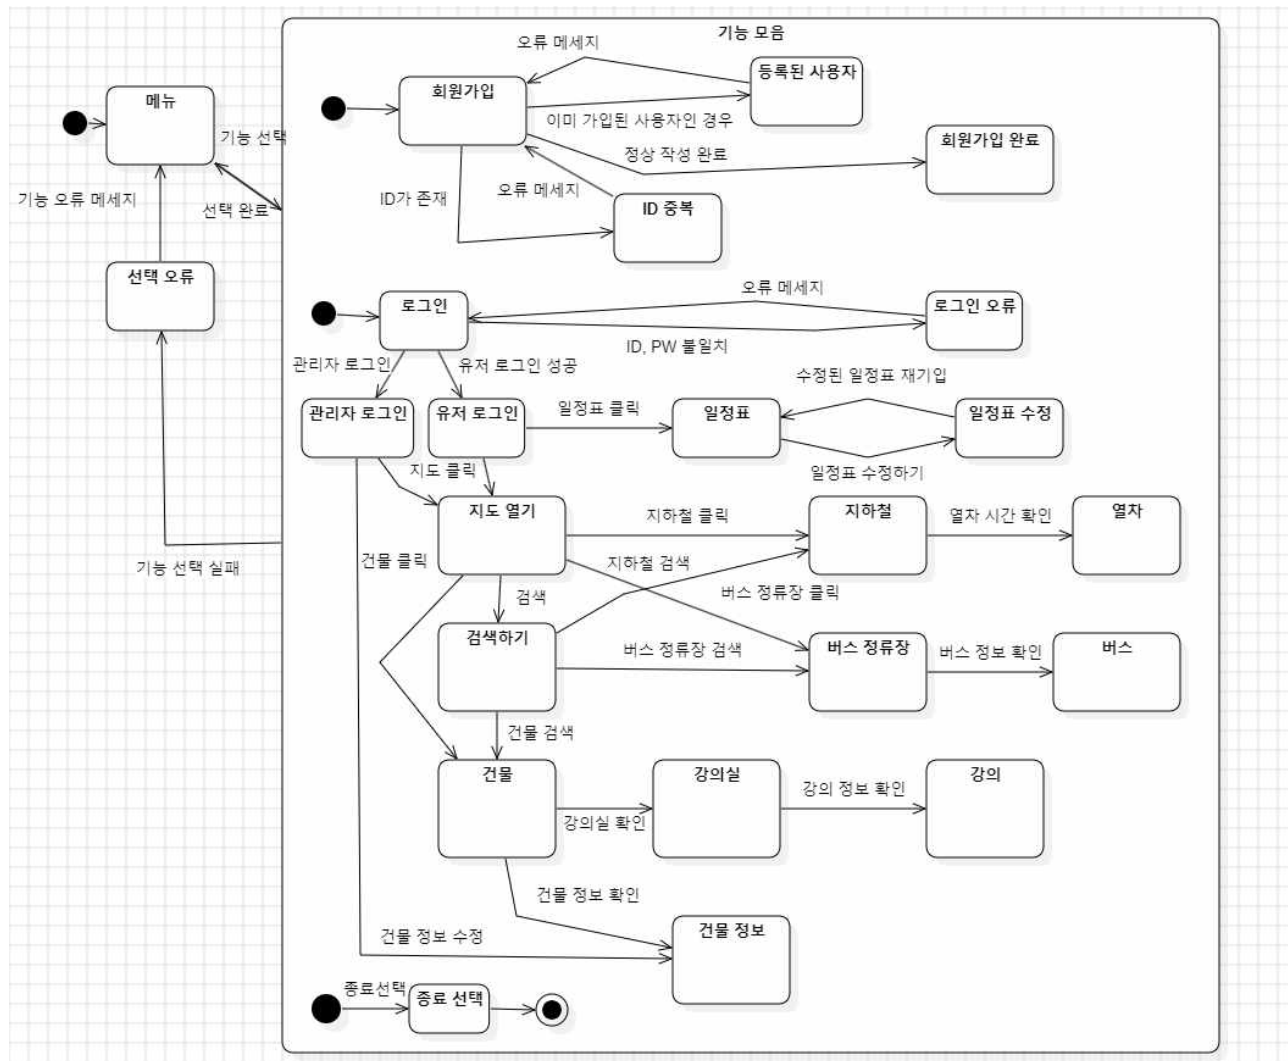 기능 모음
오류 메세지
등록된 사용자
회원가입
메뉴
이미 가입된 사용자인 경우
기능 선택
정상 작성 완료
회원가입 완료
기능 오류 메세지
선택 완료
ID가 존재
오류 메세지
ID 중복
선택 오류
오류 메세지
로그인
로그인 오류
ID, PW 불일치
관리자 로그인
유저 로그인 성공
수정된 일정표 재기입
관리자 로그인
유저 로그인
일정표 클릭
일정표
일정표 수정
지도 클릭
일정표 수정하기
지도 열기
지하철 클릭
지하철
열차 시간 확인
열차
기능 선택 실패
건물 클릭
지하철 검색
검색
버스 정류장 클릭
검색하기
버스 정류장 검색
버스 정류장
버스 정보 확인
버스
건물 검색
건물
강의실
강의 정보 확인
강의
강의실 확인
건물 정보 확인
건물 정보 수정
건물 정보
종료선택
종료 선택